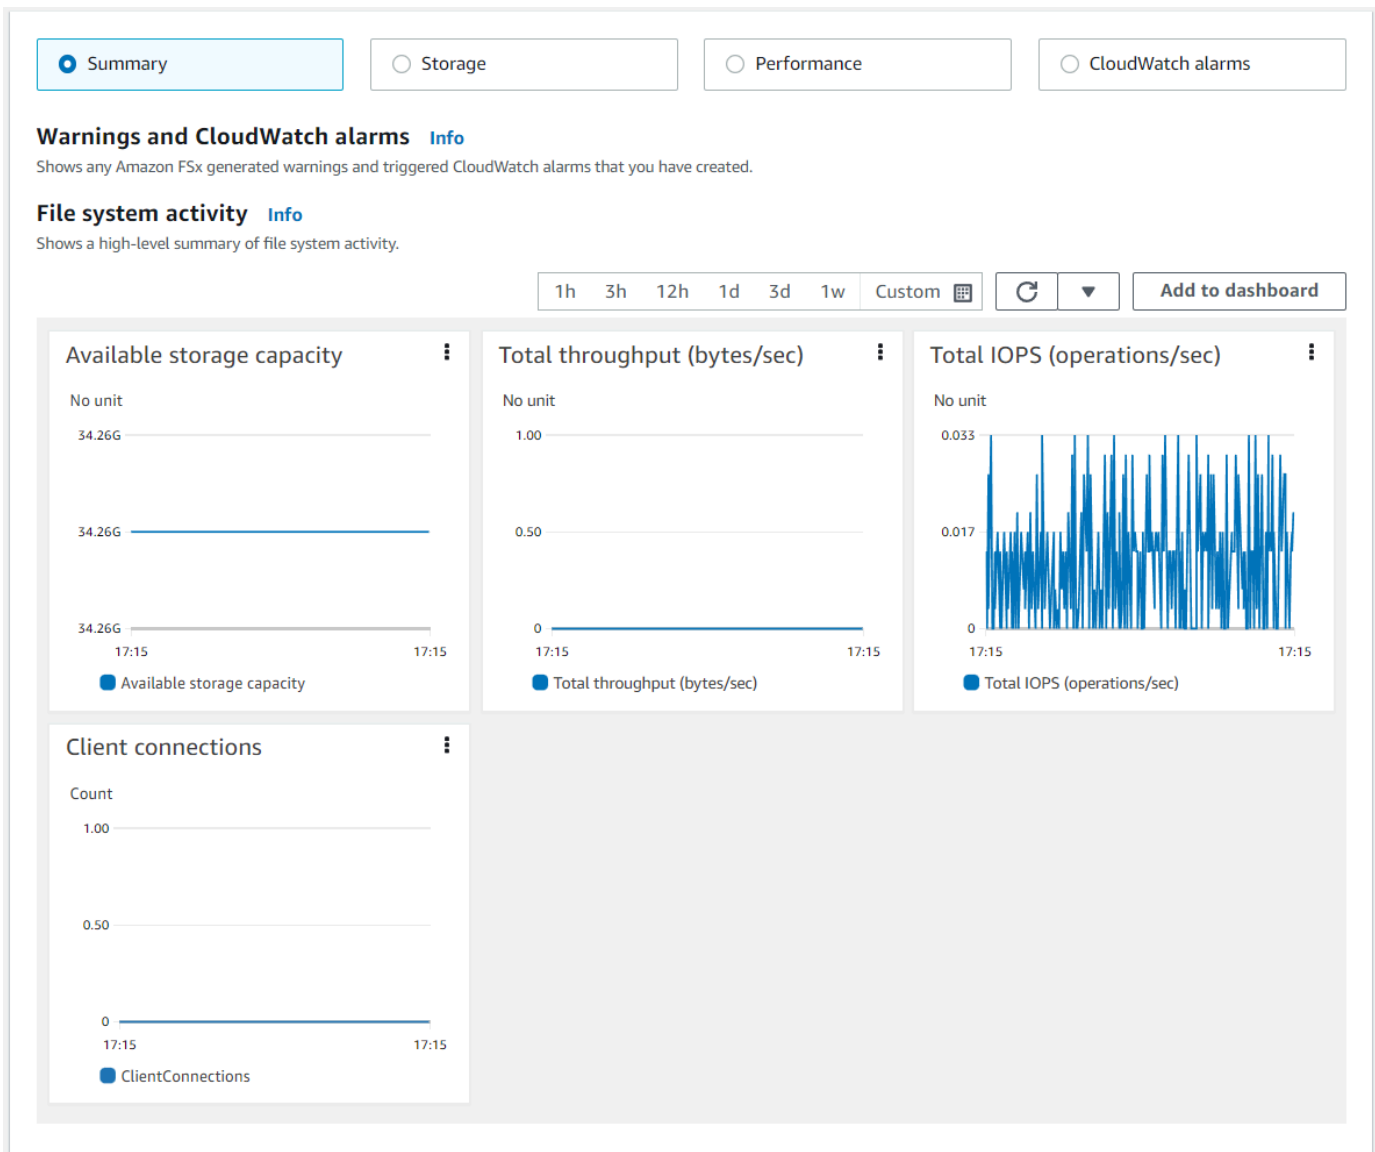 Summary
Storage
Performance
CloudWatch alarms
Warnings and CloudWatch alarms Info
Shows any Amazon FSx generated warnings and triggered CloudWatch alarms that you have created.
File system activity Info
Shows a high-level summary of file system activity.
1h 3h 12h 1d 3d 1w Custom
Add to dashboard
Available storage capacity
No unit
34.26G
34.26G
34.26G
17:15 17:15
Available storage capacity
Total throughput (bytes/sec)
No unit
1.00
0.50
0
17:15 17:15
Total throughput (bytes/sec)
Total IOPS (operations/sec)
No unit
0.033
0.017
0
17:15 17:15
Total IOPS (operations/sec)
Client connections
Count
1.00
0.50
0
17:15 17:15
ClientConnections